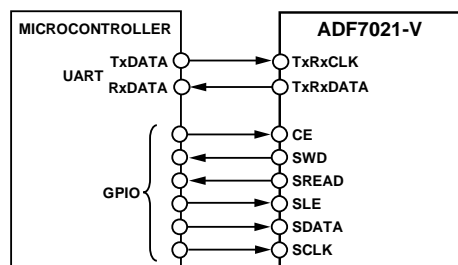 MICROCONTROLLER
ADF7021-V
UART
TxDATA
TxRxCLK
RxDATA
TxRxDATA
GPIO
CE
SWD
SREAD
SLE
SDATA
SCLK